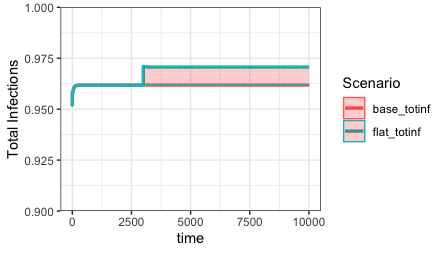 1.000
0.975
0.950
0.925
0.900
Total Infections
0 2500 5000 7500 10000
time
Scenario
base_totinf
flat_totinf